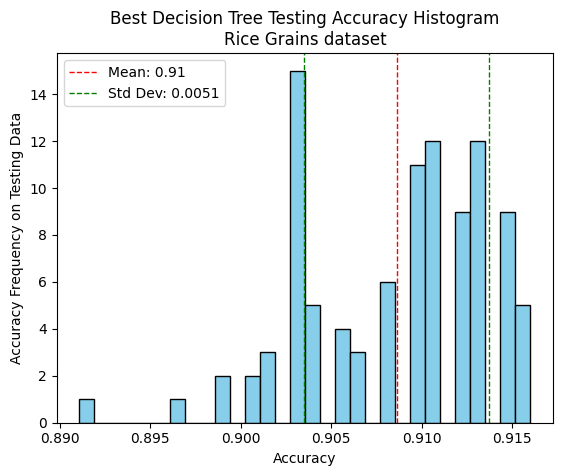 Best Decision Tree Testing Accuracy Histogram
Rice Grains dataset
Mean: 0.91
Std Dev: 0.0051
Accuracy Frequency on Testing Data
14
12
10
8
6
4
2
0
0.890 0.895 0.900 0.905 0.910 0.915
Accuracy